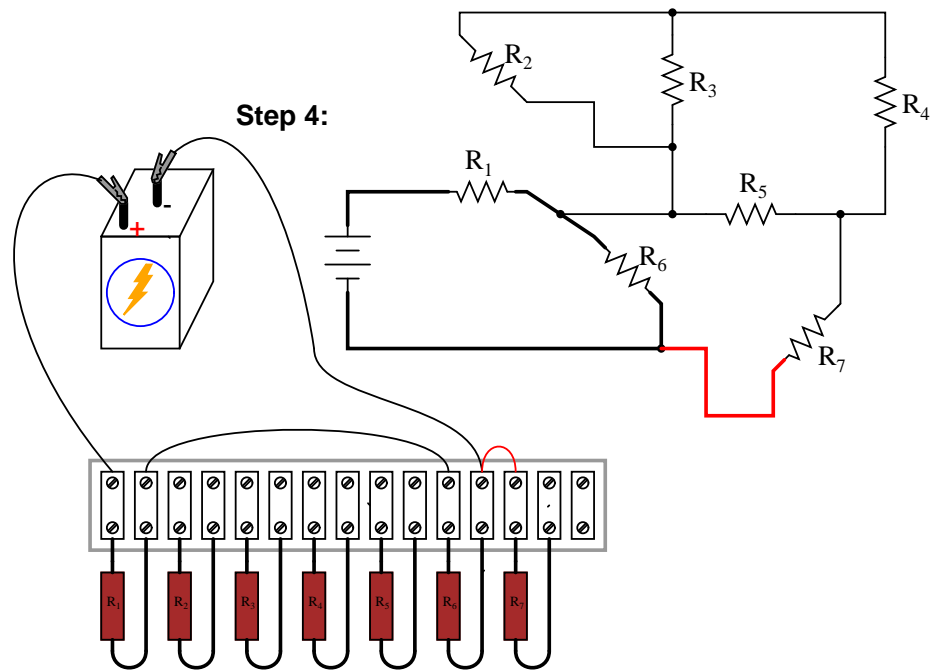 Step 4:
R₂
R₃
R₄
R₁
R₅
R₆
R₇
-
+
R₁
R₂
R₃
R₄
R₅
R₆
R₇